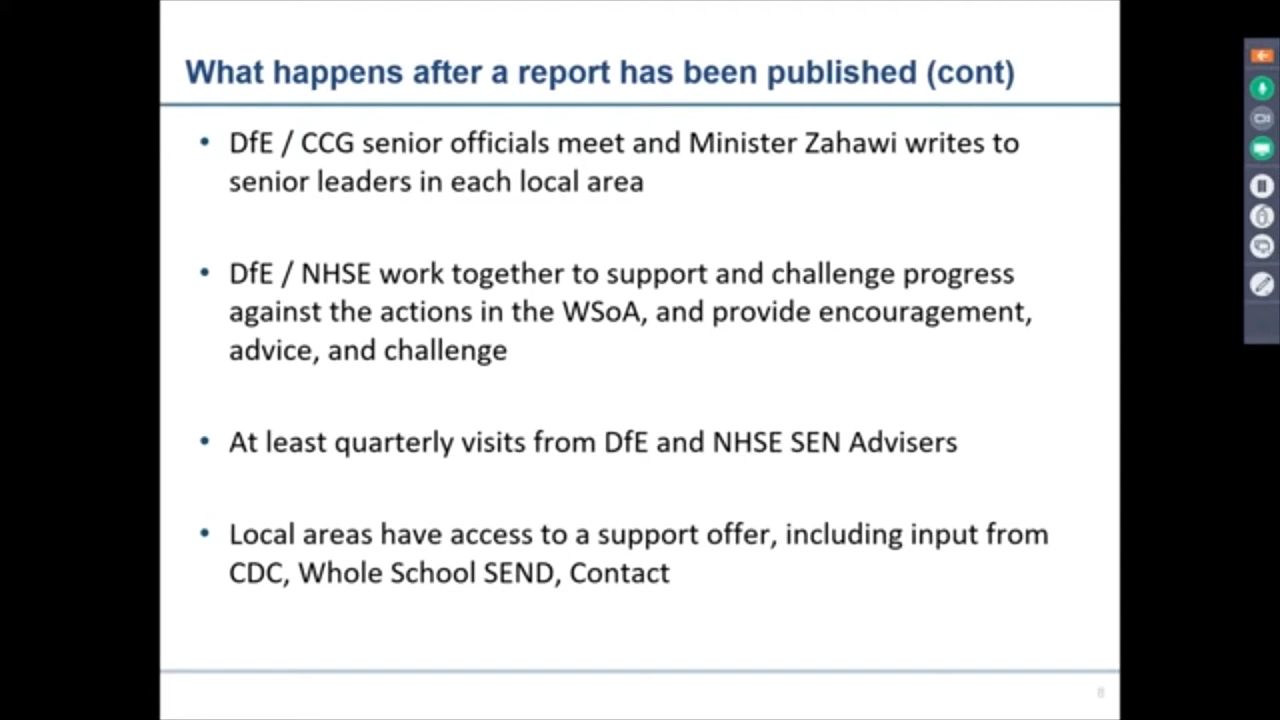 What happens after a report has been published (cont)
• DfE / CCG senior officials meet and Minister Zahawi writes to
senior leaders in each local area
• DfE / NHSE work together to support and challenge progress
against the actions in the WSoA, and provide encouragement,
advice, and challenge
• At least quarterly visits from DfE and NHSE SEN Advisers
• Local areas have access to a support offer, including input from
CDC, Whole School SEND, Contact
8